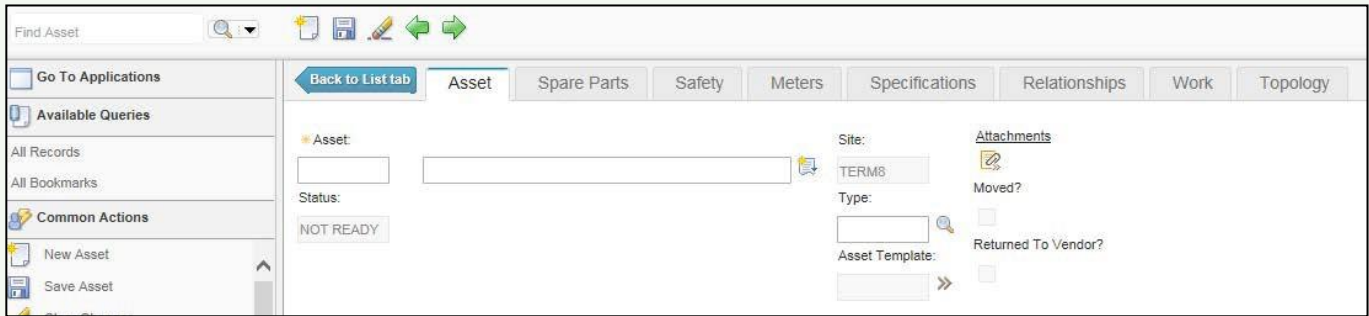 Find Asset
Go To Applications
Available Queries
All Records
All Bookmarks
Common Actions
New Asset
Save Asset
Back to List tab Asset Spare Parts Safety Meters Specifications Relationships Work Topology
Asset:
Status:
NOT READY
Site:
TERM8
Type:
Asset Template:
Attachments
Moved?
Returned To Vendor?